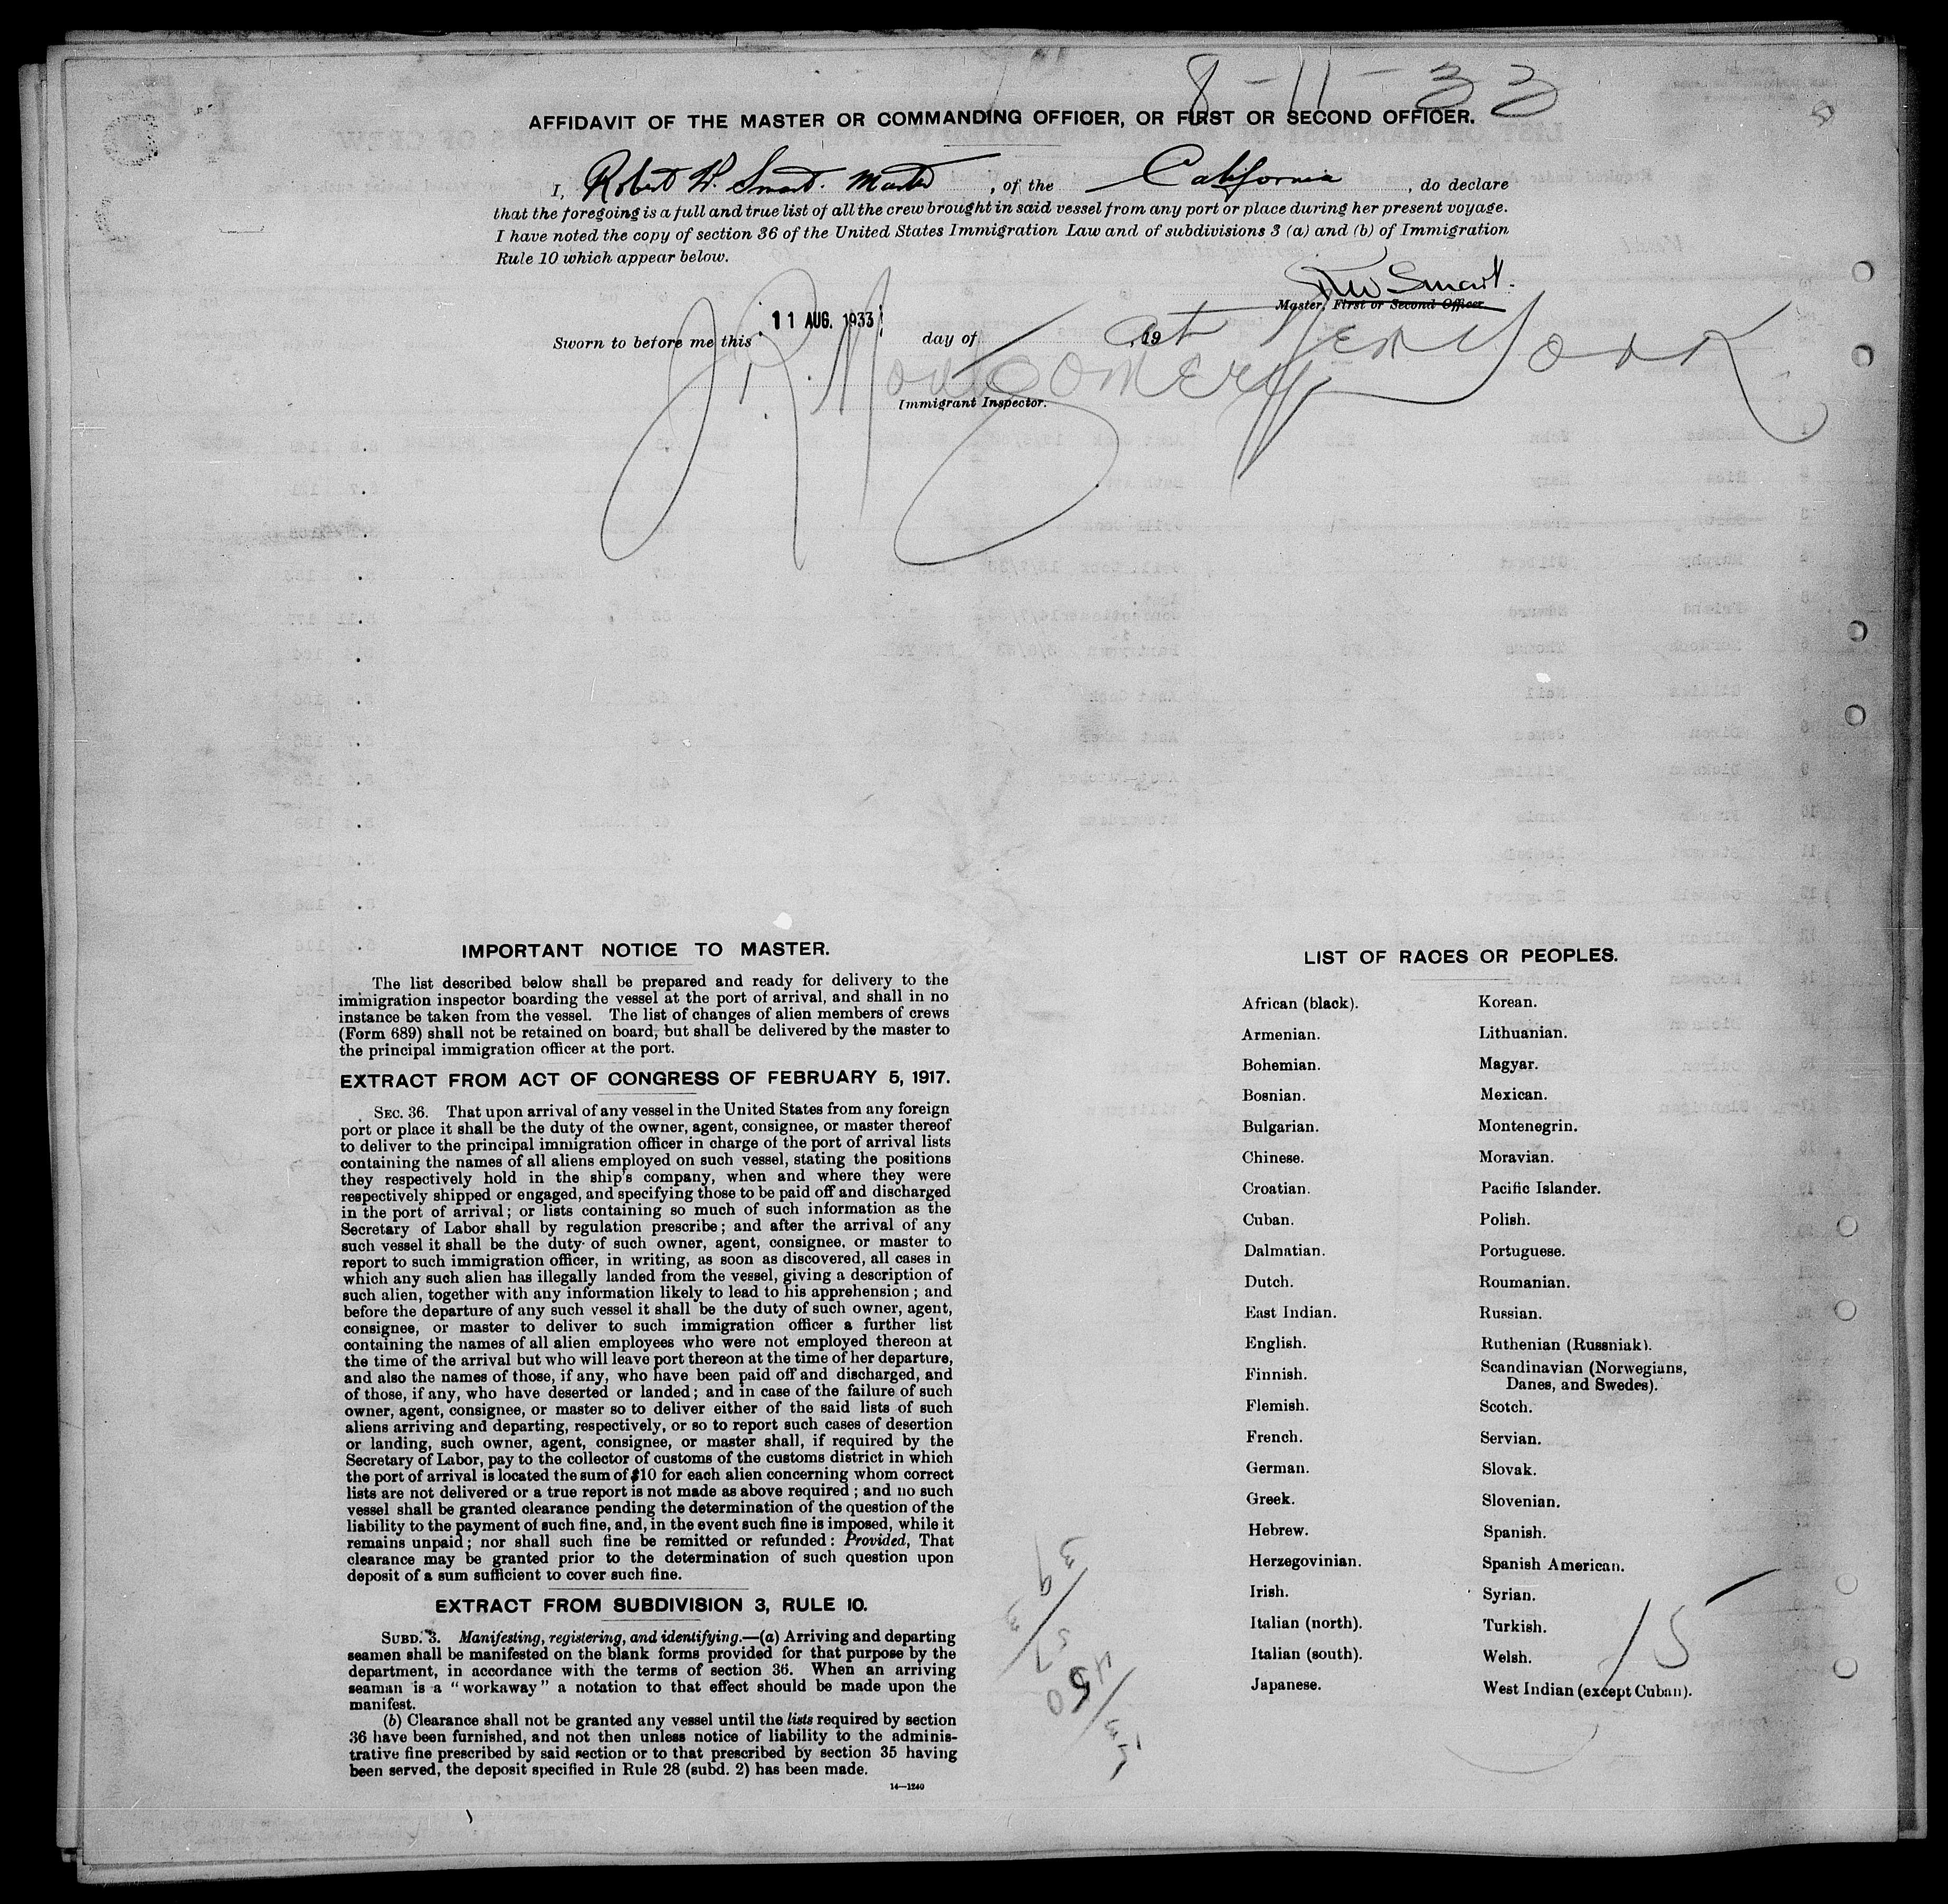 8-11-33
AFFIDAVIT OF THE MASTER OR COMMANDING OFFICER, OR FIRST OR SECOND OFFICER.
I, Robert W. Smart. Master, of the California, do declare
that the foregoing is a full and true list of all the crew brought in said vessel from any port or place during her present voyage.
I have noted the copy of section 36 of the United States Immigration Law and of subdivisions 3 (a) and (b) of Immigration
Rule 10 which appear below.
RW Smart.
Master, First or Second Officer
Sworn to before me this 11 AUG. 1933 day of , 19 at New York
J. R. Montgomery
Immigrant Inspector.
IMPORTANT NOTICE TO MASTER.
The list described below shall be prepared and ready for delivery to the
immigration inspector boarding the vessel at the port of arrival, and shall in no
instance be taken from the vessel. The list of changes of alien members of crews
(Form 689) shall not be retained on board, but shall be delivered by the master to
the principal immigration officer at the port.
EXTRACT FROM ACT OF CONGRESS OF FEBRUARY 5, 1917.
SEC. 36. That upon arrival of any vessel in the United States from any foreign
port or place it shall be the duty of the owner, agent, consignee, or master thereof
to deliver to the principal immigration officer in charge of the port of arrival lists
containing the names of all aliens employed on such vessel, stating the positions
they respectively hold in the ship's company, when and where they were
respectively shipped or engaged, and specifying those to be paid off and discharged
in the port of arrival; or lists containing so much of such information as the
Secretary of Labor shall by regulation prescribe; and after the arrival of any
such vessel it shall be the duty of such owner, agent, consignee, or master to
report to such immigration officer, in writing, as soon as discovered, all cases in
which any such alien has illegally landed from the vessel, giving a description of
such alien, together with any information likely to lead to his apprehension; and
before the departure of any such vessel it shall be the duty of such owner, agent,
consignee, or master to deliver to such immigration officer a further list
containing the names of all alien employees who were not employed thereon at
the time of the arrival but who will leave port thereon at the time of her departure,
and also the names of those, if any, who have been paid off and discharged, and
of those, if any, who have deserted or landed; and in case of the failure of such
owner, agent, consignee, or master so to deliver either of the said lists of such
aliens arriving and departing, respectively, or so to report such cases of desertion
or landing, such owner, agent, consignee, or master shall, if required by the
Secretary of Labor, pay to the collector of customs of the customs district in which
the port of arrival is located the sum of $10 for each alien concerning whom correct
lists are not delivered or a true report is not made as above required; and no such
vessel shall be granted clearance pending the determination of the question of the
liability to the payment of such fine, and, in the event such fine is imposed, while it
remains unpaid; nor shall such fine be remitted or refunded: Provided, That
clearance may be granted prior to the determination of such question upon
deposit of a sum sufficient to cover such fine.
EXTRACT FROM SUBDIVISION 3, RULE 10.
SUBD. 3. Manifesting, registering, and identifying.—(a) Arriving and departing
seamen shall be manifested on the blank forms provided for that purpose by the
department, in accordance with the terms of section 36. When an arriving
seaman is a "workaway" a notation to that effect should be made upon the
manifest.
(b) Clearance shall not be granted any vessel until the lists required by section
36 have been furnished, and not then unless notice of liability to the adminis-
trative fine prescribed by said section or to that prescribed by section 35 having
been served, the deposit specified in Rule 28 (subd. 2) has been made.
14—1240
LIST OF RACES OR PEOPLES.
African (black).
Armenian.
Bohemian.
Bosnian.
Bulgarian.
Chinese.
Croatian.
Cuban.
Dalmatian.
Dutch.
East Indian.
English.
Finnish.
Flemish.
French.
German.
Greek.
Hebrew.
Herzegovinian.
Irish.
Italian (north).
Italian (south).
Japanese.
Korean.
Lithuanian.
Magyar.
Mexican.
Montenegrin.
Moravian.
Pacific Islander.
Polish.
Portuguese.
Roumanian.
Russian.
Ruthenian (Russniak).
Scandinavian (Norwegians,
Danes, and Swedes).
Scotch.
Servian.
Slovak.
Slovenian.
Spanish.
Spanish American.
Syrian.
Turkish.
Welsh.
West Indian (except Cuban).
15